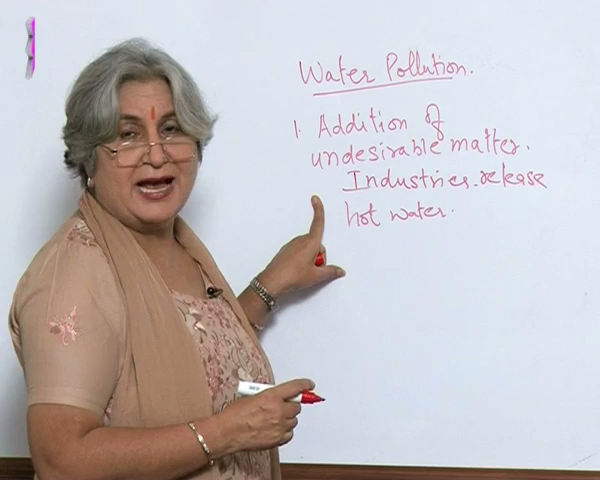 Water Pollution.
1. Addition of
undesirable matter.
Industries release
hot water.